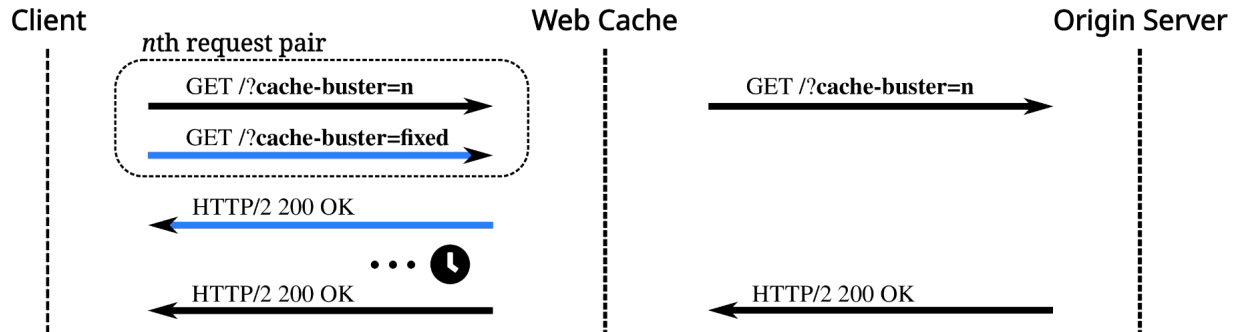 Client
Web Cache
Origin Server
nth request pair
GET /?cache-buster=n
GET /?cache-buster=n
GET /?cache-buster=fixed
HTTP/2 200 OK
HTTP/2 200 OK
HTTP/2 200 OK